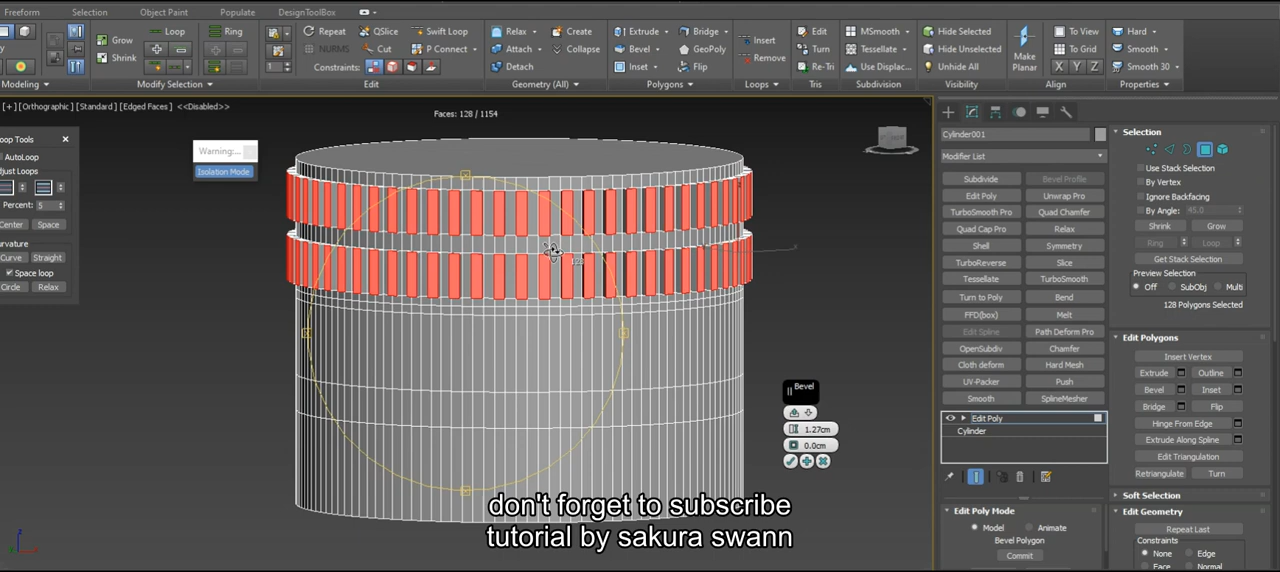 Freeform
Selection
Object Paint
Populate
DesignToolBox
Grow
Shrink
Loop
Ring
Modify Selection
Repeat
QSlice
Swift Loop
NURMS
Cut
P Connect
Constraints:
Edit
Relax
Create
Attach
Collapse
Detach
Geometry (All)
Extrude
Bridge
Bevel
GeoPoly
Inset
Flip
Polygons
Insert
Remove
Loops
Edit
Turn
Re-Tri
Tris
MSmooth
Tessellate
Use Displac...
Subdivision
Hide Selected
Hide Unselected
Unhide All
Visibility
Make
Planar
To View
To Grid
X Y Z
Align
Hard
Smooth
Smooth 30
Properties
Modeling
1
[+] [Orthographic ] [Standard ] [Edged Faces ] <<Disabled>>
Faces: 128 / 1154
oop Tools
AutoLoop
djust Loops
Percent: 5
Center
Space
urvature
Curve
Straight
Space loop
Circle
Relax
Warning:...
Isolation Mode
128
Bevel
1.27cm
0.0cm
Cylinder001
Modifier List
Subdivide
Bevel Profile
Edit Poly
Unwrap Pro
TurboSmooth Pro
Quad Chamfer
Quad Cap Pro
Relax
Shell
Symmetry
TurboReverse
Slice
Tessellate
TurboSmooth
Turn to Poly
Bend
FFD(box)
Melt
Edit Spline
Path Deform Pro
OpenSubdiv
Chamfer
Cloth deform
Hard Mesh
UV-Packer
Push
Smooth
SplineMesher
Edit Poly
Cylinder
Edit Poly Mode
Model
Animate
Bevel Polygon
Commit
Selection
Use Stack Selection
By Vertex
Ignore Backfacing
By Angle: 45.0
Shrink
Grow
Ring
Loop
Get Stack Selection
Preview Selection
Off
SubObj
Multi
128 Polygons Selected
Edit Polygons
Insert Vertex
Extrude
Outline
Bevel
Inset
Bridge
Flip
Hinge From Edge
Extrude Along Spline
Edit Triangulation
Retriangulate
Turn
Soft Selection
Edit Geometry
Repeat Last
Constraints
None
Edge
Face
Normal
don't forget to subscribe
tutorial by sakura swann